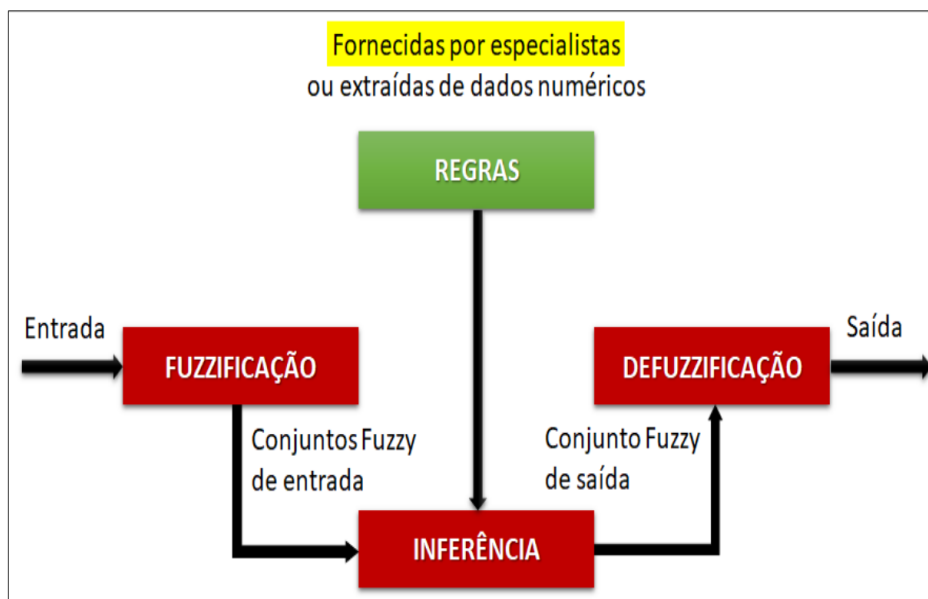 Fornecidas por especialistas
ou extraídas de dados numéricos
REGRAS
Entrada
FUZZIFICAÇÃO
DEFUZZIFICAÇÃO
Saída
Conjuntos Fuzzy
de entrada
Conjunto Fuzzy
de saída
INFERÊNCIA